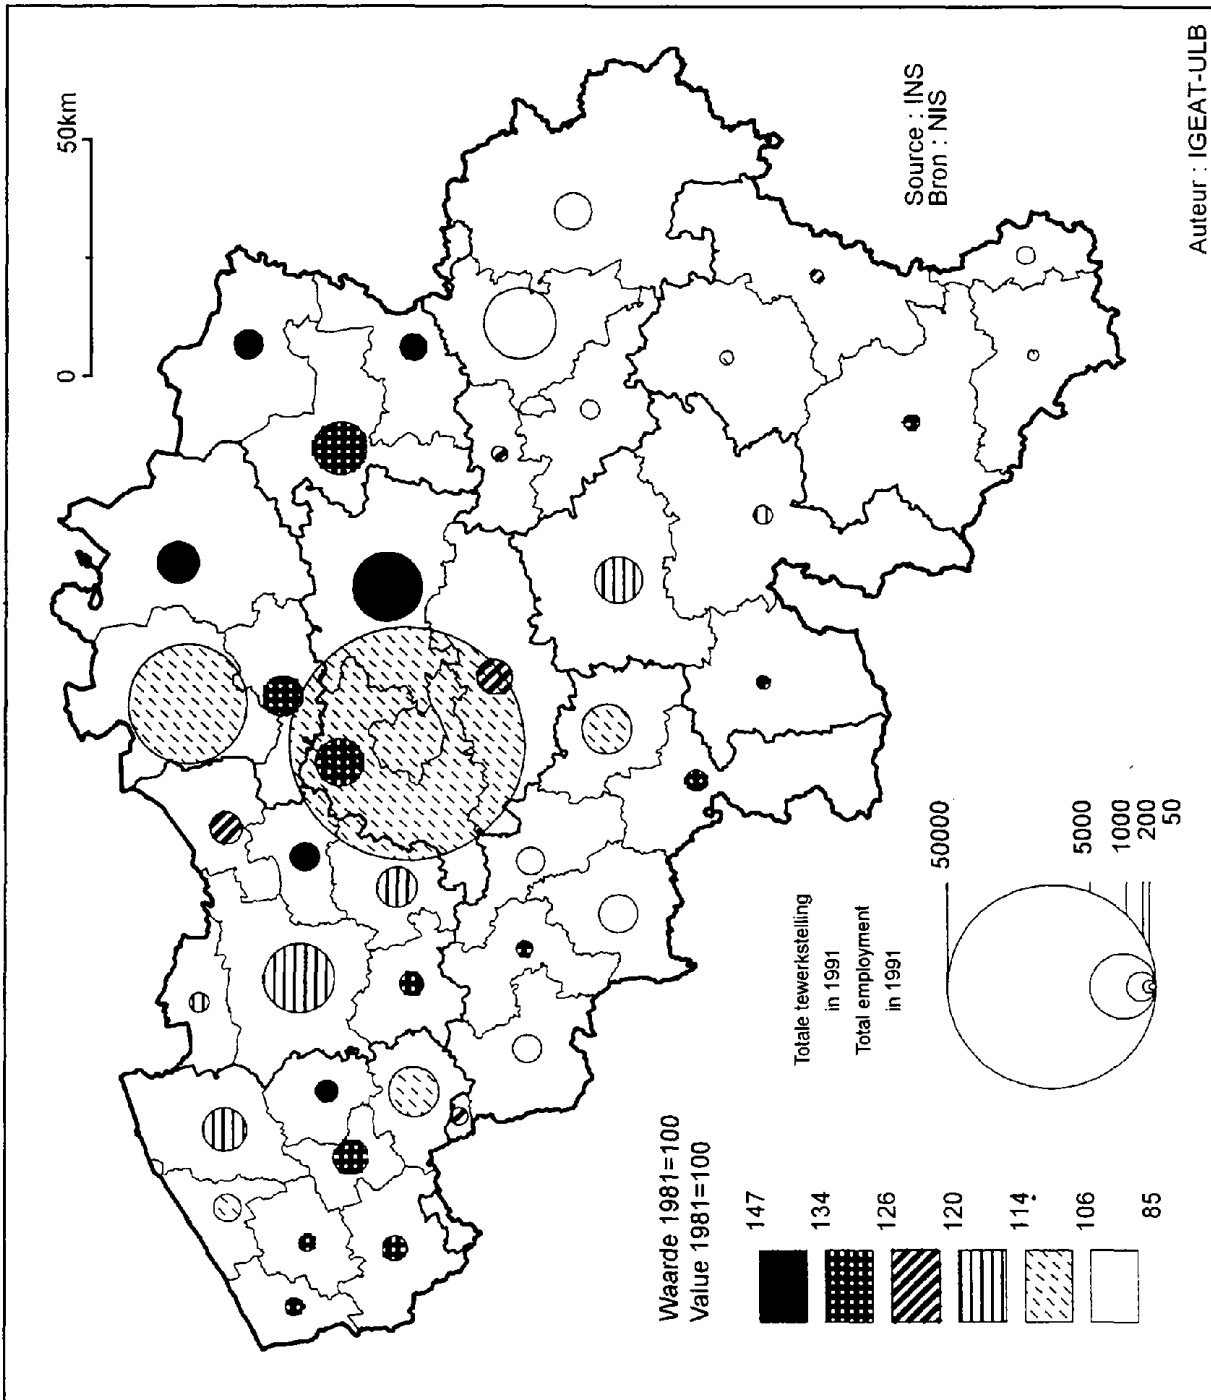 0 50km
Source : INS
Bron : NIS
Auteur : IGEAT-ULB
Waarde 1981=100
Value 1981=100
147
134
126
120
114
106
85
Totale tewerkstelling
in 1991
Total employment
in 1991
50000
5000
1000
200
50